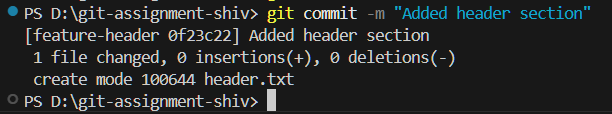 PS D:\git-assignment-shiv> git commit -m "Added header section"
[feature-header 0f23c22] Added header section
 1 file changed, 0 insertions(+), 0 deletions(-)
 create mode 100644 header.txt
PS D:\git-assignment-shiv>